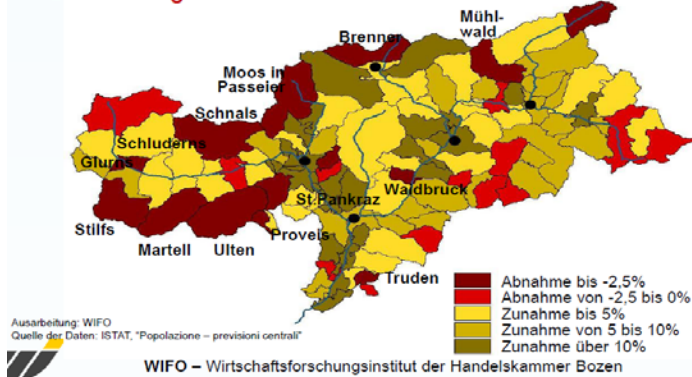 Mühl-
wald
Brenner
Moos in
Passeier
Schnals
Schluderns
Glurns
Waidbruck
St.Pankraz
Stilfs
Proveis
Martell
Ulten
Truden
Abnahme bis -2,5%
Abnahme von -2,5 bis 0%
Zunahme bis 5%
Zunahme von 5 bis 10%
Zunahme über 10%
Ausarbeitung: WIFO
Quelle der Daten: ISTAT, "Popolazione – previsioni centrali"
WIFO – Wirtschaftsforschungsinstitut der Handelskammer Bozen